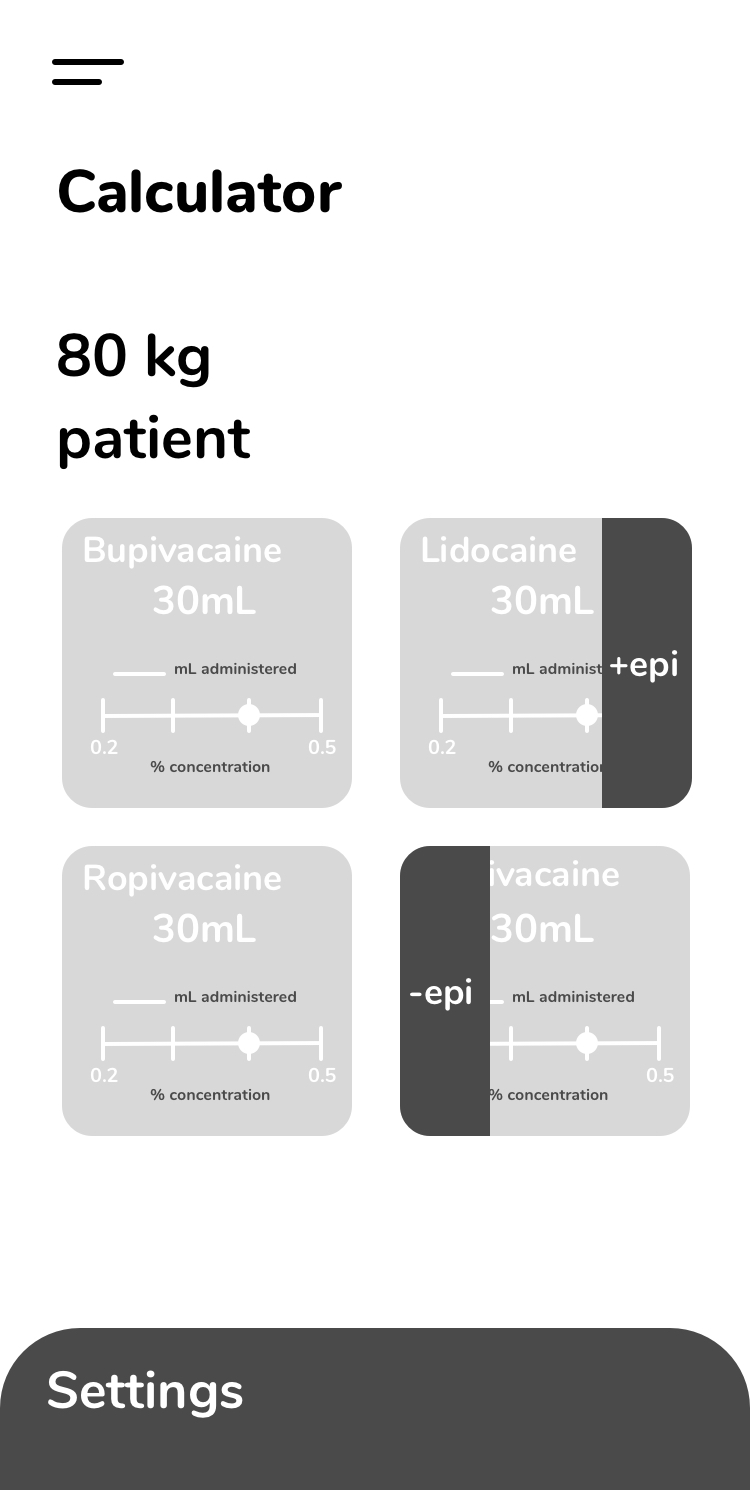 Calculator
80 kg
patient
Bupivacaine
30mL
mL administered
0.2 0.5
% concentration
Lidocaine
30mL
mL administ
+epi
0.2
% concentration
Ropivacaine
30mL
mL administered
0.2 0.5
% concentration
ivacaine
30mL
-epi
mL administered
0.5
% concentration
Settings